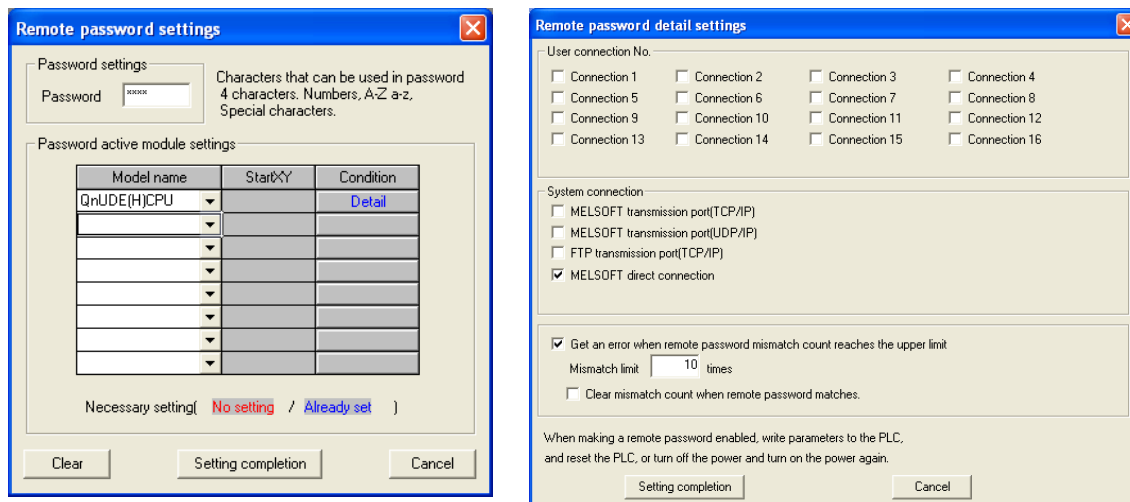 Remote password settings
Password settings
Password xxxx
Characters that can be used in password
4 characters. Numbers, A-Z a-z,
Special characters.
Password active module settings
Model name StartXY Condition
QnUDE(H)CPU Detail
Necessary setting( No setting / Already set )
Clear Setting completion Cancel
Remote password detail settings
User connection No.
Connection 1 Connection 2 Connection 3 Connection 4
Connection 5 Connection 6 Connection 7 Connection 8
Connection 9 Connection 10 Connection 11 Connection 12
Connection 13 Connection 14 Connection 15 Connection 16
System connection
MELSOFT transmission port(TCP/IP)
MELSOFT transmission port(UDP/IP)
FTP transmission port(TCP/IP)
MELSOFT direct connection
Get an error when remote password mismatch count reaches the upper limit
Mismatch limit 10 times
Clear mismatch count when remote password matches.
When making a remote password enabled, write parameters to the PLC,
and reset the PLC, or turn off the power and turn on the power again.
Setting completion Cancel